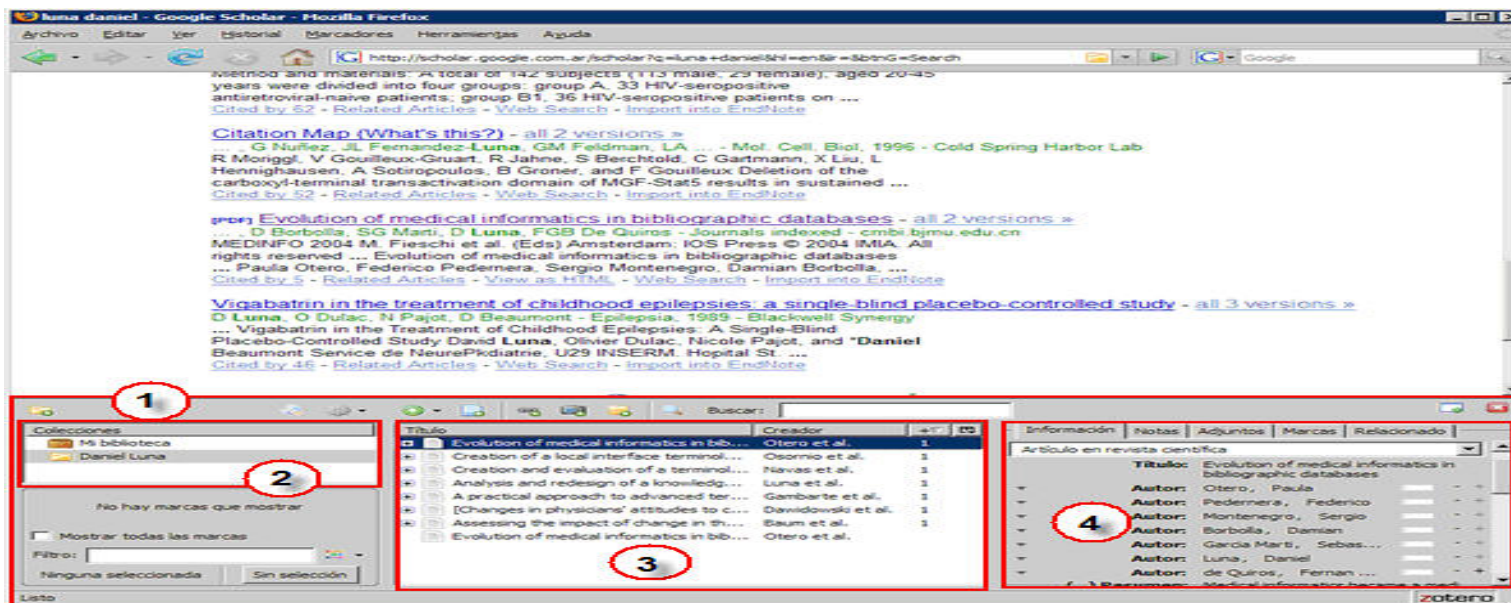 luna daniel - Google Scholar - Mozilla Firefox
Archivo Editar Ver Historial Marcadores Herramientas Ayuda
http://scholar.google.com.ar/scholar?q=luna+daniel&hl=en&lr=&btnG=Search Google
Method and materials: A total of 142 subjects (113 male, 29 female), aged 20-45
years were divided into four groups: group A, 33 HIV-seropositive
antiretroviral-naive patients; group B1, 36 HIV-seropositive patients on ...
Cited by 62 - Related Articles - Web Search - Import into EndNote
Citation Map (What's this?) - all 2 versions »
... , G Nuñez, JL Fernandez-Luna, GM Feldman, LA ... - Mol. Cell. Biol, 1996 - Cold Spring Harbor Lab
R Moriggl, V Gouilleux-Gruart, R Jahne, S Berchtold, C Gartmann, X Liu, L
Hennighausen, A Sotiropoulos, B Groner, and F Gouilleux Deletion of the
carboxyl-terminal transactivation domain of MGF-Stat5 results in sustained ...
Cited by 52 - Related Articles - Web Search - Import into EndNote
[PDF] Evolution of medical informatics in bibliographic databases - all 2 versions »
... , D Borbolla, SG Marti, D Luna, FGB De Quiros - Journals indexed - cmbi.bjmu.edu.cn
MEDINFO 2004 M. Fieschi et al. (Eds) Amsterdam: IOS Press © 2004 IMIA. All
rights reserved ... Evolution of medical informatics in bibliographic databases
... Paula Otero, Federico Pedernera, Sergio Montenegro, Damian Borbolla, ...
Cited by 5 - Related Articles - View as HTML - Web Search - Import into EndNote
Vigabatrin in the treatment of childhood epilepsies: a single-blind placebo-controlled study - all 3 versions »
D Luna, O Dulac, N Pajot, D Beaumont - Epilepsia, 1989 - Blackwell Synergy
... Vigabatrin in the Treatment of Childhood Epilepsies: A Single-Blind
Placebo-Controlled Study David Luna, Olivier Dulac, Nicole Pajot, and *Daniel
Beaumont Service de NeurePkdiatrie, U29 INSERM. Hopital St. ...
Cited by 46 - Related Articles - Web Search - Import into EndNote
1
Buscar:
Colecciones
Mi biblioteca
Daniel Luna
2
No hay marcas que mostrar
Mostrar todas las marcas
Filtro:
Ninguna seleccionada Sin selección
Título Creador
Evolution of medical informatics in bib... Otero et al. 1
Creation of a local interface terminol... Osornio et al. 1
Creation and evaluation of a terminol... Navas et al. 1
Analysis and redesign of a knowledg... Luna et al. 1
A practical approach to advanced ter... Gambarte et al. 1
[Changes in physicians' attitudes to c... Dawidowski et al. 1
Assessing the impact of change in th... Baum et al. 1
Evolution of medical informatics in bib... Otero et al.
3
Información Notas Adjuntos Marcas Relacionado
Artículo en revista científica
Título: Evolution of medical informatics in
bibliographic databases
Autor: Otero, Paula
Autor: Pedernera, Federico
Autor: Montenegro, Sergio
Autor: Borbolla, Damian
Autor: Garcia Marti, Sebas...
Autor: Luna, Daniel
Autor: de Quiros, Fernan ...
(...) Resumen: Medical informatics became a medi
4
Listo
zotero